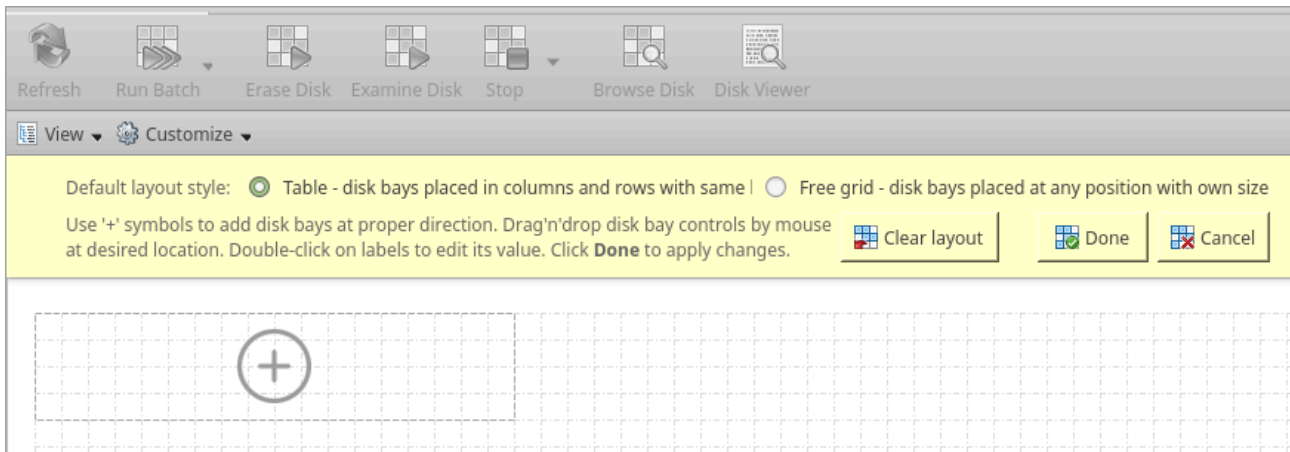 Refresh Run Batch Erase Disk Examine Disk Stop Browse Disk Disk Viewer
View Customize
Default layout style: Table - disk bays placed in columns and rows with same Free grid - disk bays placed at any position with own size
Use '+' symbols to add disk bays at proper direction. Drag'n'drop disk bay controls by mouse
at desired location. Double-click on labels to edit its value. Click Done to apply changes.
Clear layout Done Cancel